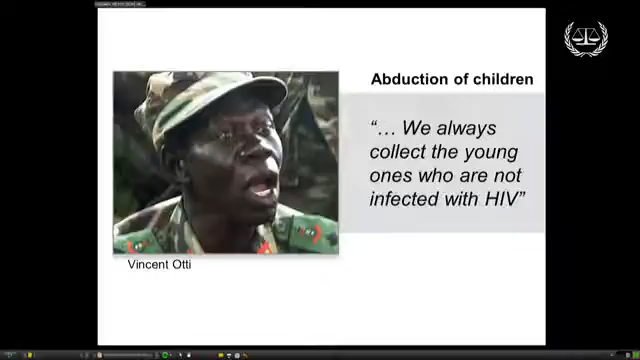 Abduction of children
“… We always
collect the young
ones who are not
infected with HIV”
Vincent Otti